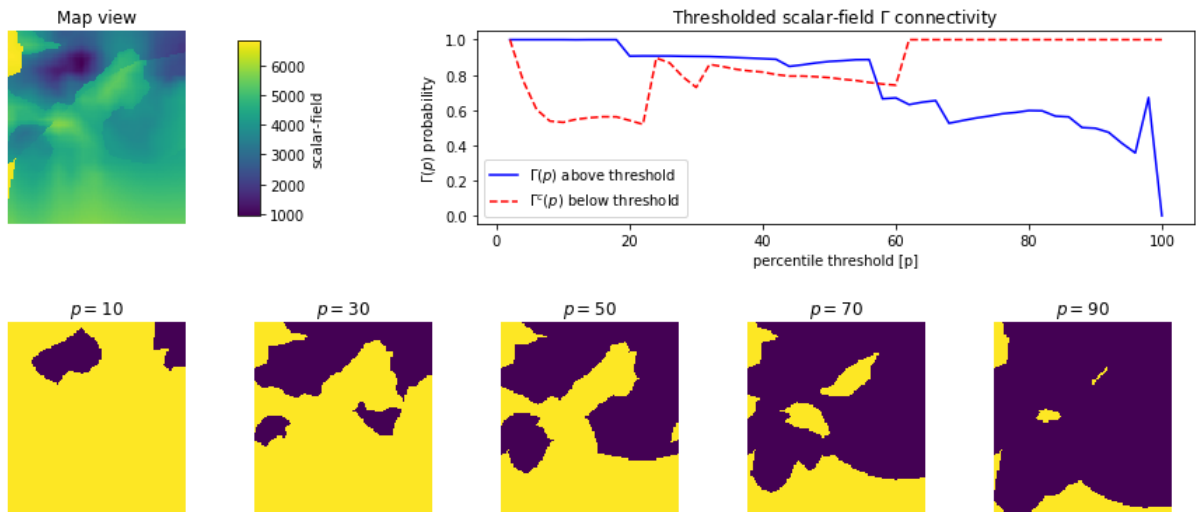 Map view
6000
5000
4000
3000
2000
1000
scalar-field
Thresholded scalar-field Γ connectivity
1.0
0.8
0.6
0.4
0.2
0.0
Γ(p) probability
Γ(p) above threshold
Γᶜ(p) below threshold
0 20 40 60 80 100
percentile threshold [p]
p = 10 p = 30 p = 50 p = 70 p = 90